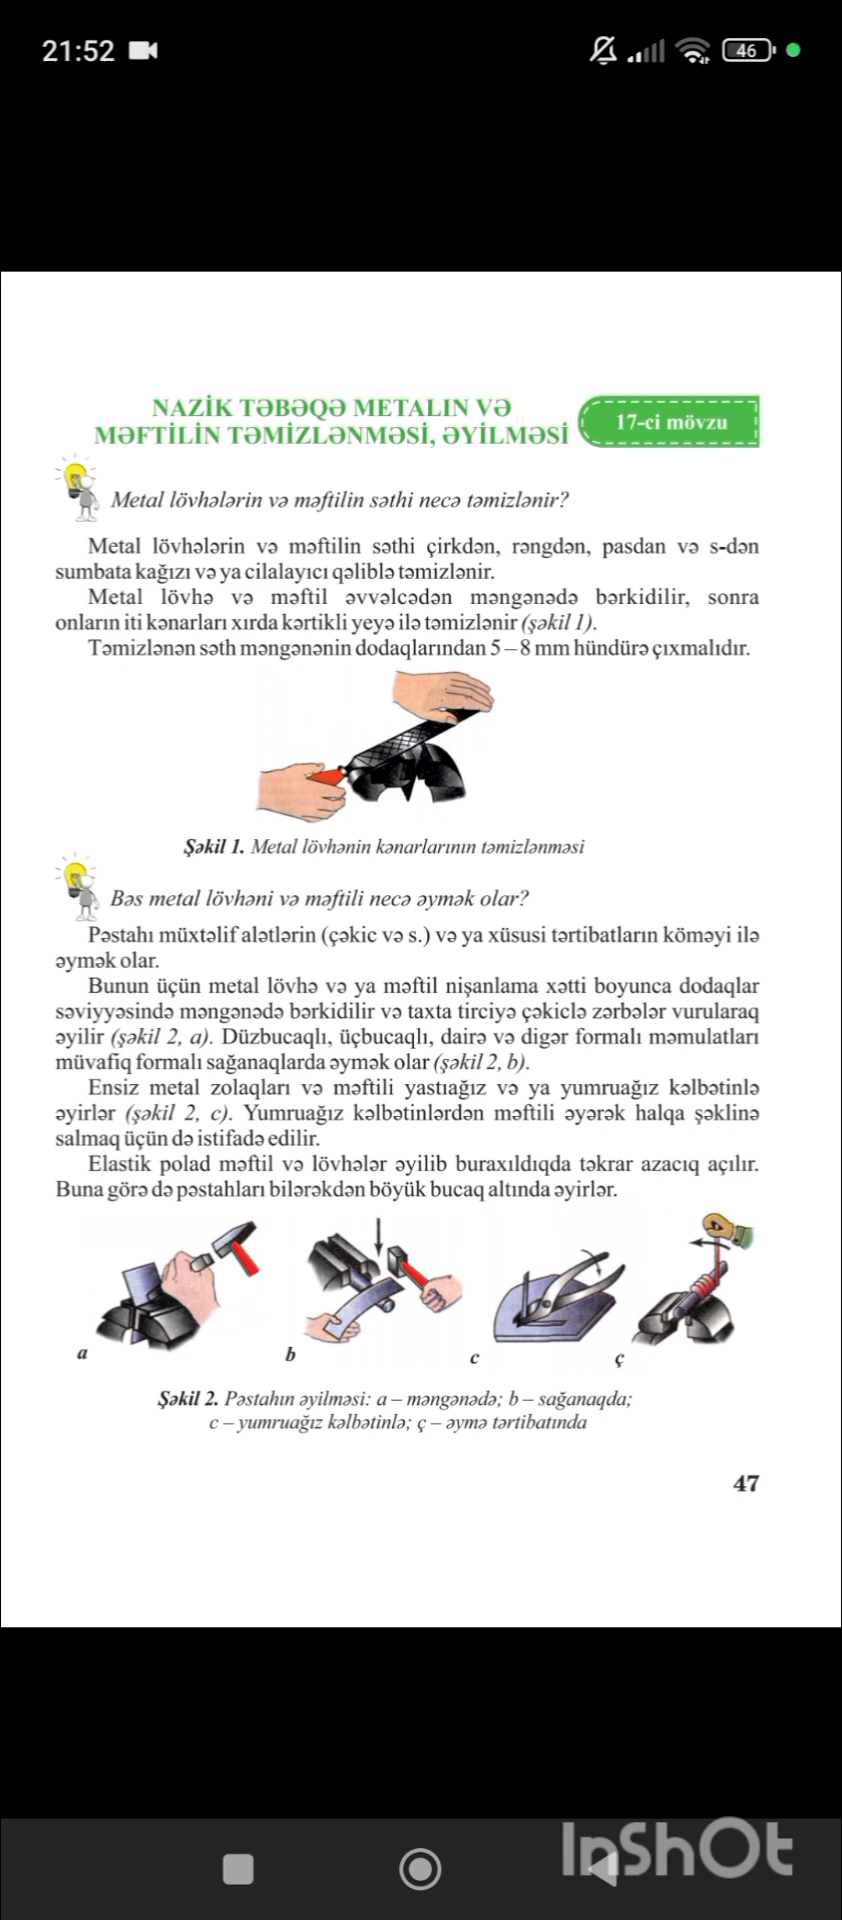 21:52
46
NAZİK TƏBƏQƏ METALIN VƏ
MƏFTİLİN TƏMİZLƏNMƏSİ, ƏYİLMƏSİ
17-ci mövzu
Metal lövhələrin və məftilin səthi necə təmizlənir?
Metal lövhələrin və məftilin səthi çirkdən, rəngdən, pasdan və s-dən
sumbata kağızı və ya cilalayıcı qəliblə təmizlənir.
Metal lövhə və məftil əvvəlcədən məngənədə bərkidilir, sonra
onların iti kənarları xırda kərtikli yeyə ilə təmizlənir (şəkil 1).
Təmizlənən səth məngənənin dodaqlarından 5 – 8 mm hündürə çıxmalıdır.
Şəkil 1. Metal lövhənin kənarlarının təmizlənməsi
Bəs metal lövhəni və məftili necə əymək olar?
Pəstahı müxtəlif alətlərin (çəkic və s.) və ya xüsusi tərtibatların köməyi ilə
əymək olar.
Bunun üçün metal lövhə və ya məftil nişanlama xətti boyunca dodaqlar
səviyyəsində məngənədə bərkidilir və taxta tirciyə çəkiclə zərbələr vurularaq
əyilir (şəkil 2, a). Düzbucaqlı, üçbucaqlı, dairə və digər formalı məmulatları
müvafiq formalı sağanaqlarda əymək olar (şəkil 2, b).
Ensiz metal zolaqları və məftili yastıağız və ya yumruağız kəlbətinlə
əyirlər (şəkil 2, c). Yumruağız kəlbətinlərdən məftili əyərək halqa şəklinə
salmaq üçün də istifadə edilir.
Elastik polad məftil və lövhələr əyilib buraxıldıqda təkrar azacıq açılır.
Buna görə də pəstahları bilərəkdən böyük bucaq altında əyirlər.
a
b
c
ç
Şəkil 2. Pəstahın əyilməsi: a – məngənədə; b – sağanaqda;
c – yumruağız kəlbətinlə; ç – əymə tərtibatında
47
InShOt